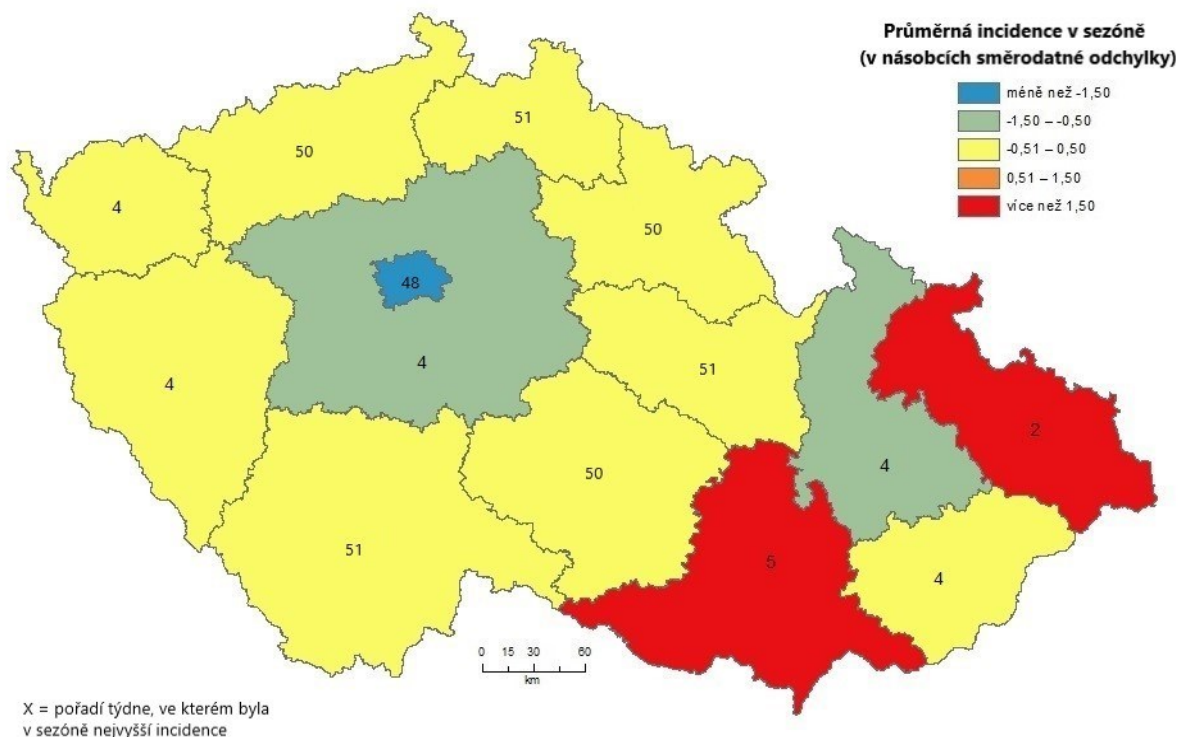 Průměrná incidence v sezóně
(v násobcích směrodatné odchylky)
méně než -1,50
-1,50 – -0,50
-0,51 – 0,50
0,51 – 1,50
více než 1,50
51
50
4
50
48
4
51
4
2
4
50
51
5
4
0 15 30 60
km
X = pořadí týdne, ve kterém byla
v sezóně nejvyšší incidence